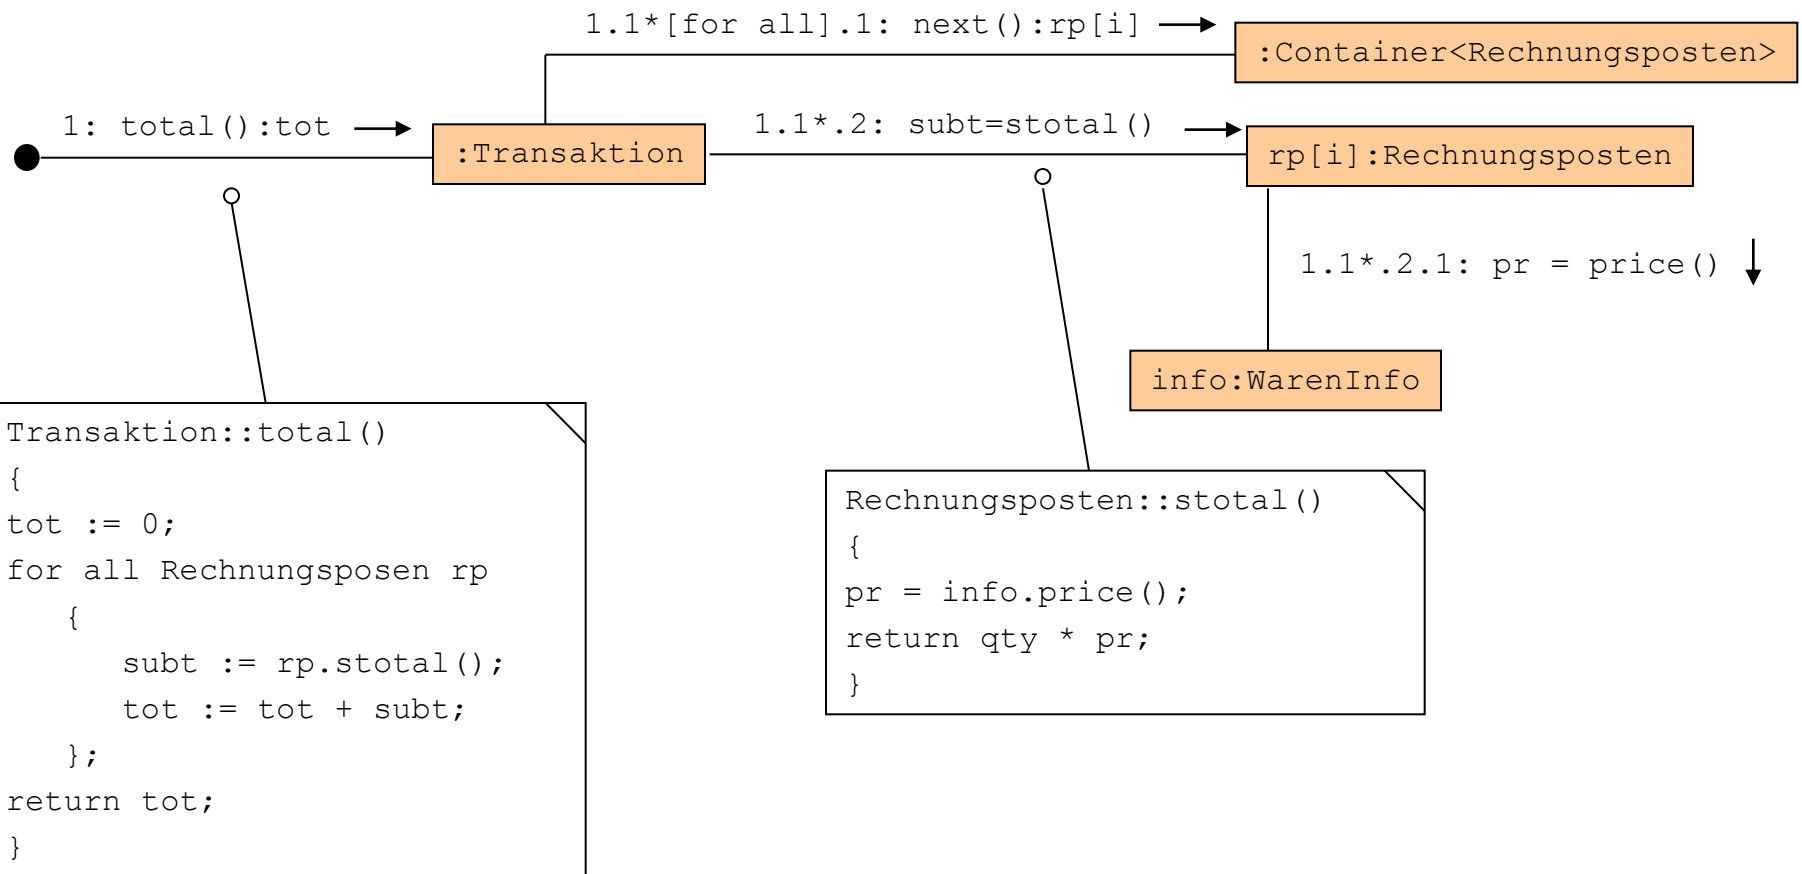 1.1*[for all].1: next():rp[i]
:Container<Rechnungsposten>
1: total():tot
:Transaktion
1.1*.2: subt=stotal()
rp[i]:Rechnungsposten
1.1*.2.1: pr = price()
info:WarenInfo
Transaktion::total()
{
tot := 0;
for all Rechnungsposen rp
{
subt := rp.stotal();
tot := tot + subt;
};
return tot;
}
Rechnungsposten::stotal()
{
pr = info.price();
return qty * pr;
}